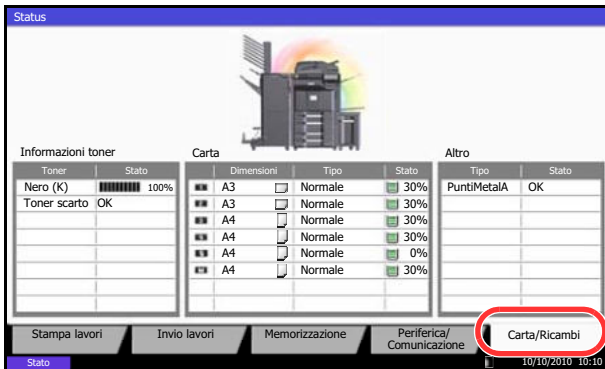 Status
Informazioni toner
Carta
Altro
Toner Stato
Dimensioni Tipo Stato
Tipo Stato
Nero (K) 100%
A3 Normale 30%
PuntiMetalA OK
Toner scarto OK
A3 Normale 30%
A4 Normale 30%
A4 Normale 30%
A4 Normale 0%
A4 Normale 30%
Stampa lavori
Invio lavori
Memorizzazione
Periferica/
Comunicazione
Carta/Ricambi
Stato
10/10/2010 10:10